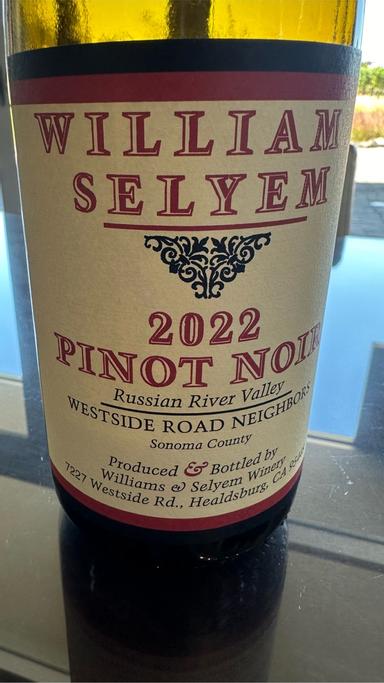 WILLIAM
SELYEM
2022
PINOT NOIR
Russian River Valley
WESTSIDE ROAD NEIGHBORS
Sonoma County
Produced & Bottled by
Williams & Selyem Winery
7227 Westside Rd., Healdsburg, CA